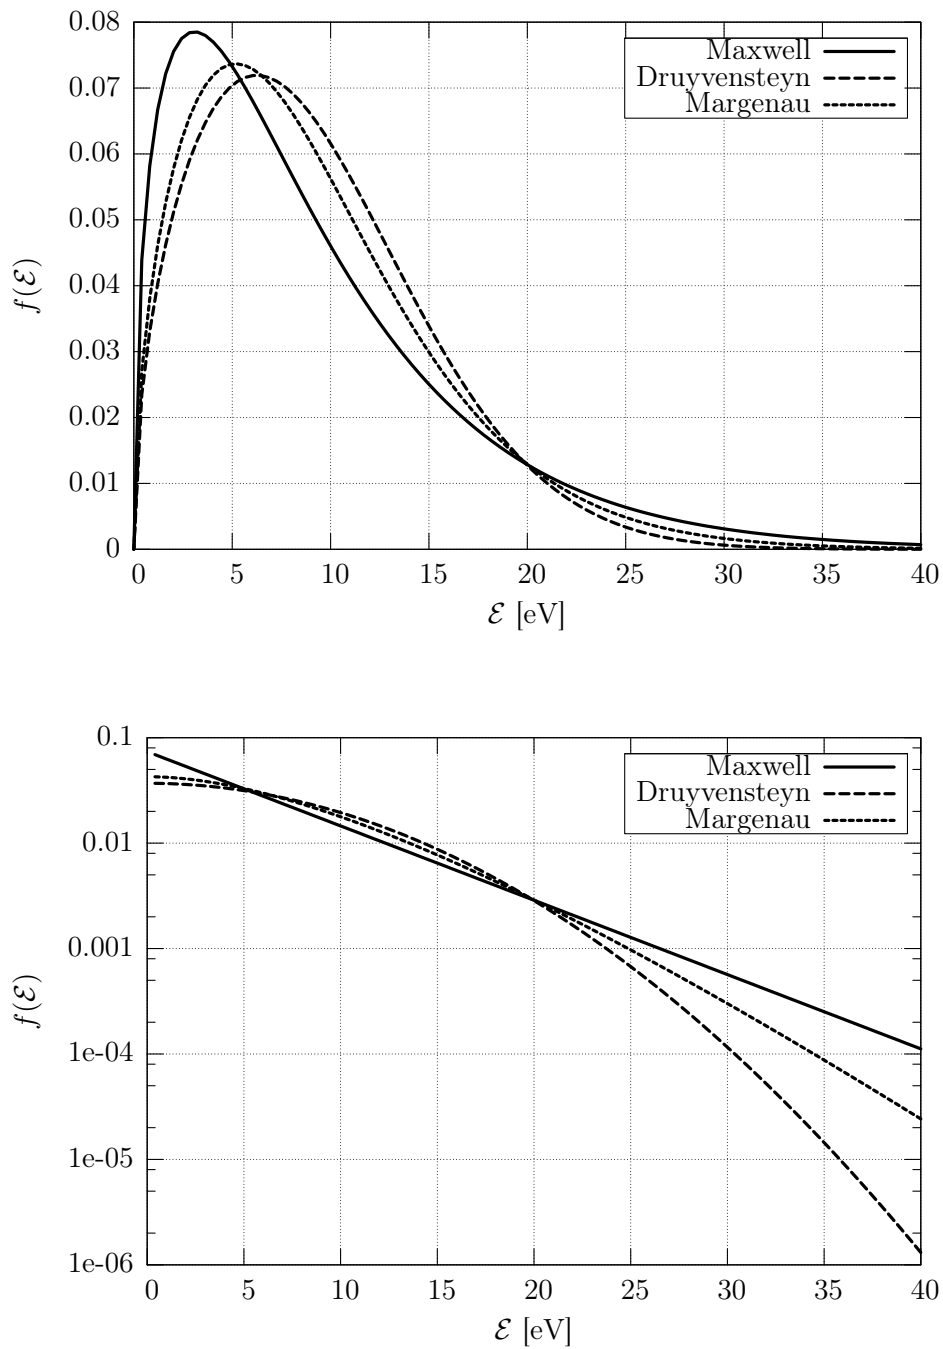 0.08
0.07
0.06
0.05
0.04
0.03
0.02
0.01
0
f(ℰ)
Maxwell
Druyvensteyn
Margenau
0 5 10 15 20 25 30 35 40
ℰ [eV]
0.1
0.01
0.001
1e-04
1e-05
1e-06
f(ℰ)
Maxwell
Druyvensteyn
Margenau
0 5 10 15 20 25 30 35 40
ℰ [eV]